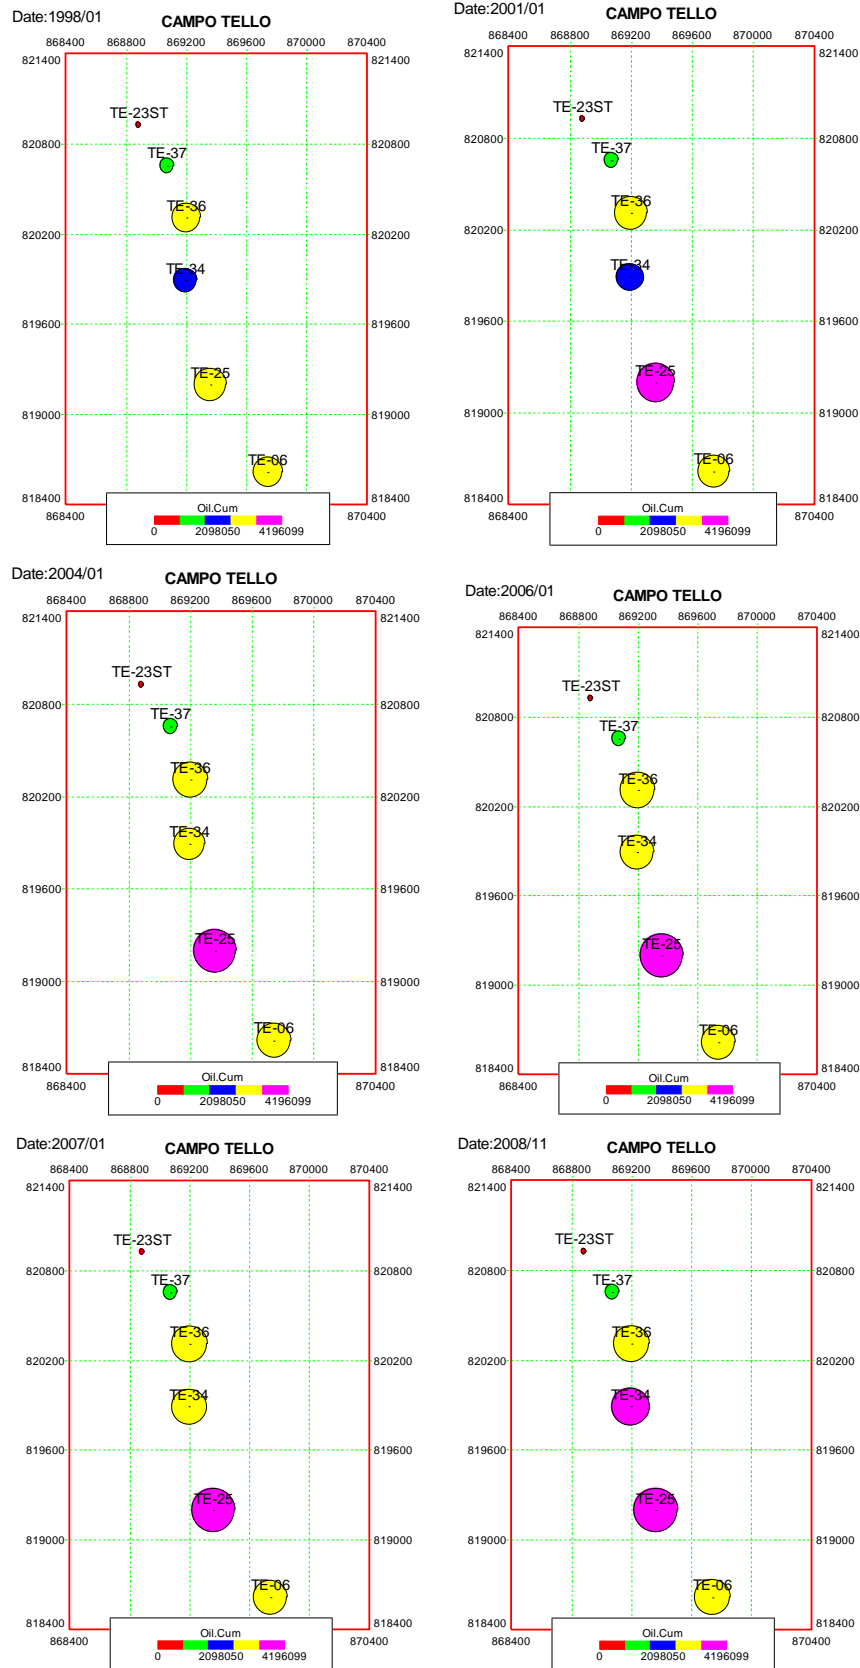 Date:1998/01
CAMPO TELLO
868400 868800 869200 869600 870000 870400
821400 821400
TE-23ST
820800 820800
TE-37
TE-36
820200 820200
TE-34
819600 819600
TE-25
819000 819000
TE-06
818400 818400
868400 870400
Oil.Cum
0 2098050 4196099
Date:2001/01
CAMPO TELLO
868400 868800 869200 869600 870000 870400
821400 821400
TE-23ST
820800 820800
TE-37
TE-36
820200 820200
TE-34
819600 819600
TE-25
819000 819000
TE-06
818400 818400
868400 870400
Oil.Cum
0 2098050 4196099
Date:2004/01
CAMPO TELLO
868400 868800 869200 869600 870000 870400
821400 821400
TE-23ST
820800 820800
TE-37
TE-36
820200 820200
TE-34
819600 819600
TE-25
819000 819000
TE-06
818400 818400
868400 870400
Oil.Cum
0 2098050 4196099
Date:2006/01
CAMPO TELLO
868400 868800 869200 869600 870000 870400
821400 821400
TE-23ST
820800 820800
TE-37
TE-36
820200 820200
TE-34
819600 819600
TE-25
819000 819000
TE-06
818400 818400
868400 870400
Oil.Cum
0 2098050 4196099
Date:2007/01
CAMPO TELLO
868400 868800 869200 869600 870000 870400
821400 821400
TE-23ST
820800 820800
TE-37
TE-36
820200 820200
TE-34
819600 819600
TE-25
819000 819000
TE-06
818400 818400
868400 870400
Oil.Cum
0 2098050 4196099
Date:2008/11
CAMPO TELLO
868400 868800 869200 869600 870000 870400
821400 821400
TE-23ST
820800 820800
TE-37
TE-36
820200 820200
TE-34
819600 819600
TE-25
819000 819000
TE-06
818400 818400
868400 870400
Oil.Cum
0 2098050 4196099